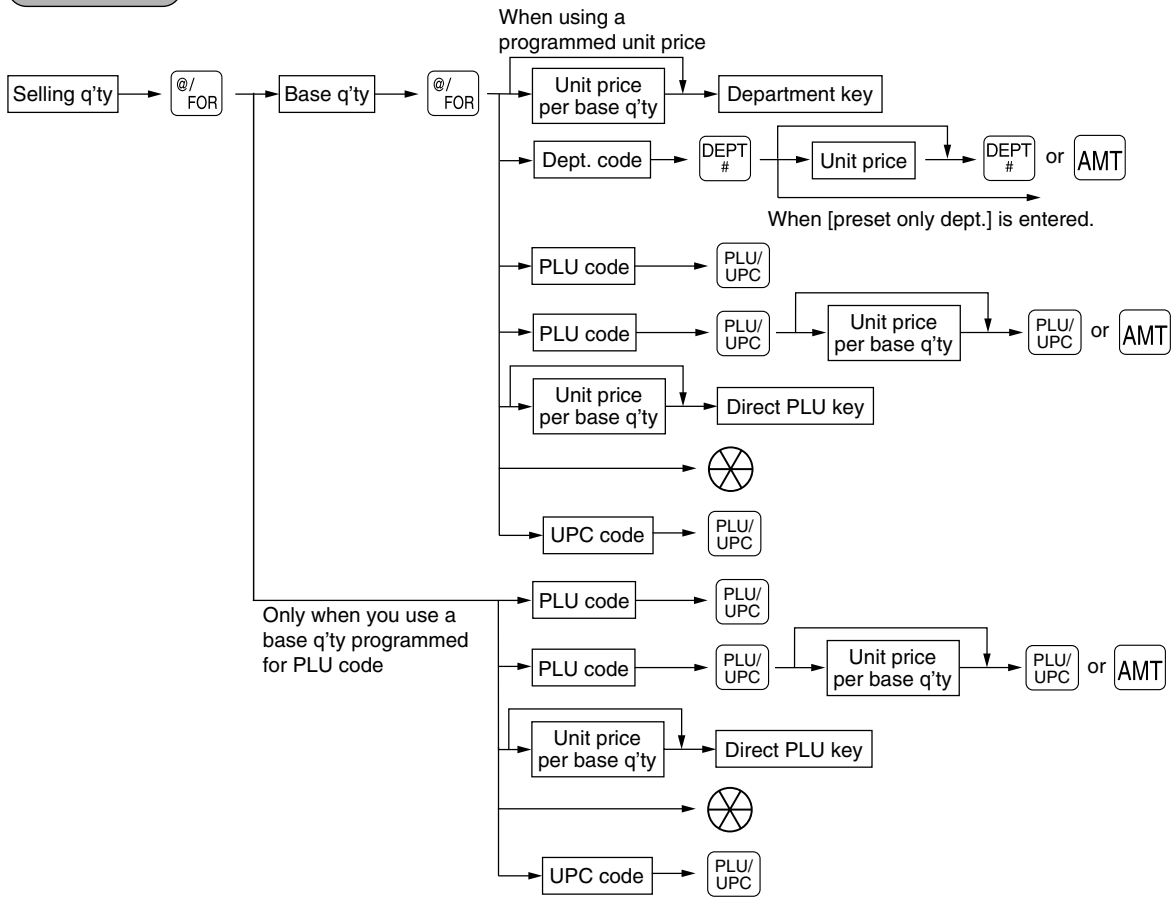 When using a
programmed unit price
Selling q'ty
@/
FOR
Base q'ty
@/
FOR
Unit price
per base q'ty
Department key
Dept. code
DEPT
#
Unit price
DEPT
#
or
AMT
When [preset only dept.] is entered.
PLU code
PLU/
UPC
PLU code
PLU/
UPC
Unit price
per base q'ty
PLU/
UPC
or
AMT
Unit price
per base q'ty
Direct PLU key
UPC code
PLU/
UPC
Only when you use a
base q'ty programmed
for PLU code
PLU code
PLU/
UPC
PLU code
PLU/
UPC
Unit price
per base q'ty
PLU/
UPC
or
AMT
Unit price
per base q'ty
Direct PLU key
UPC code
PLU/
UPC